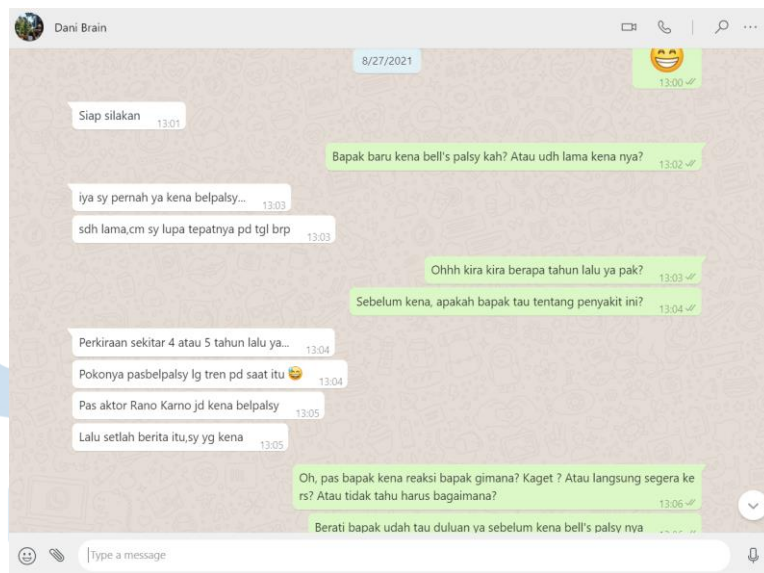 Dani Brain
8/27/2021
13:00
Siap silakan 13:01
Bapak baru kena bell's palsy kah? Atau udh lama kena nya? 13:02
iya sy pernah ya kena belpalsy... 13:03
sdh lama,cm sy lupa tepatnya pd tgl brp 13:03
Ohhh kira kira berapa tahun lalu ya pak? 13:03
Sebelum kena, apakah bapak tau tentang penyakit ini? 13:04
Perkiraan sekitar 4 atau 5 tahun lalu ya... 13:04
Pokonya pasbelpalsy lg tren pd saat itu 😅 13:04
Pas aktor Rano Karno jd kena belpalsy 13:05
Lalu setlah berita itu,sy yg kena 13:05
Oh, pas bapak kena reaksi bapak gimana? Kaget ? Atau langsung segera ke
rs? Atau tidak tahu harus bagaimana? 13:06
Berati bapak udah tau duluan ya sebelum kena bell's palsy nya
Type a message